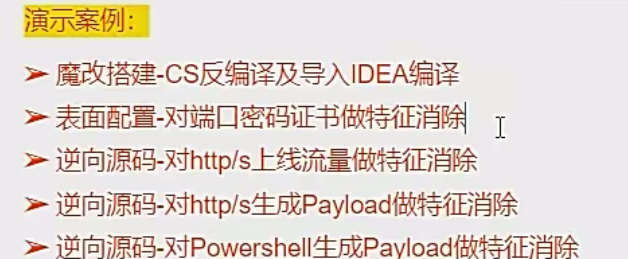 演示案例：
➢ 魔改搭建-CS反编译及导入IDEA编译
➢ 表面配置-对端口密码证书做特征消除
➢ 逆向源码-对http/s上线流量做特征消除
➢ 逆向源码-对http/s生成Payload做特征消除
➢ 逆向源码-对Powershell生成Payload做特征消除